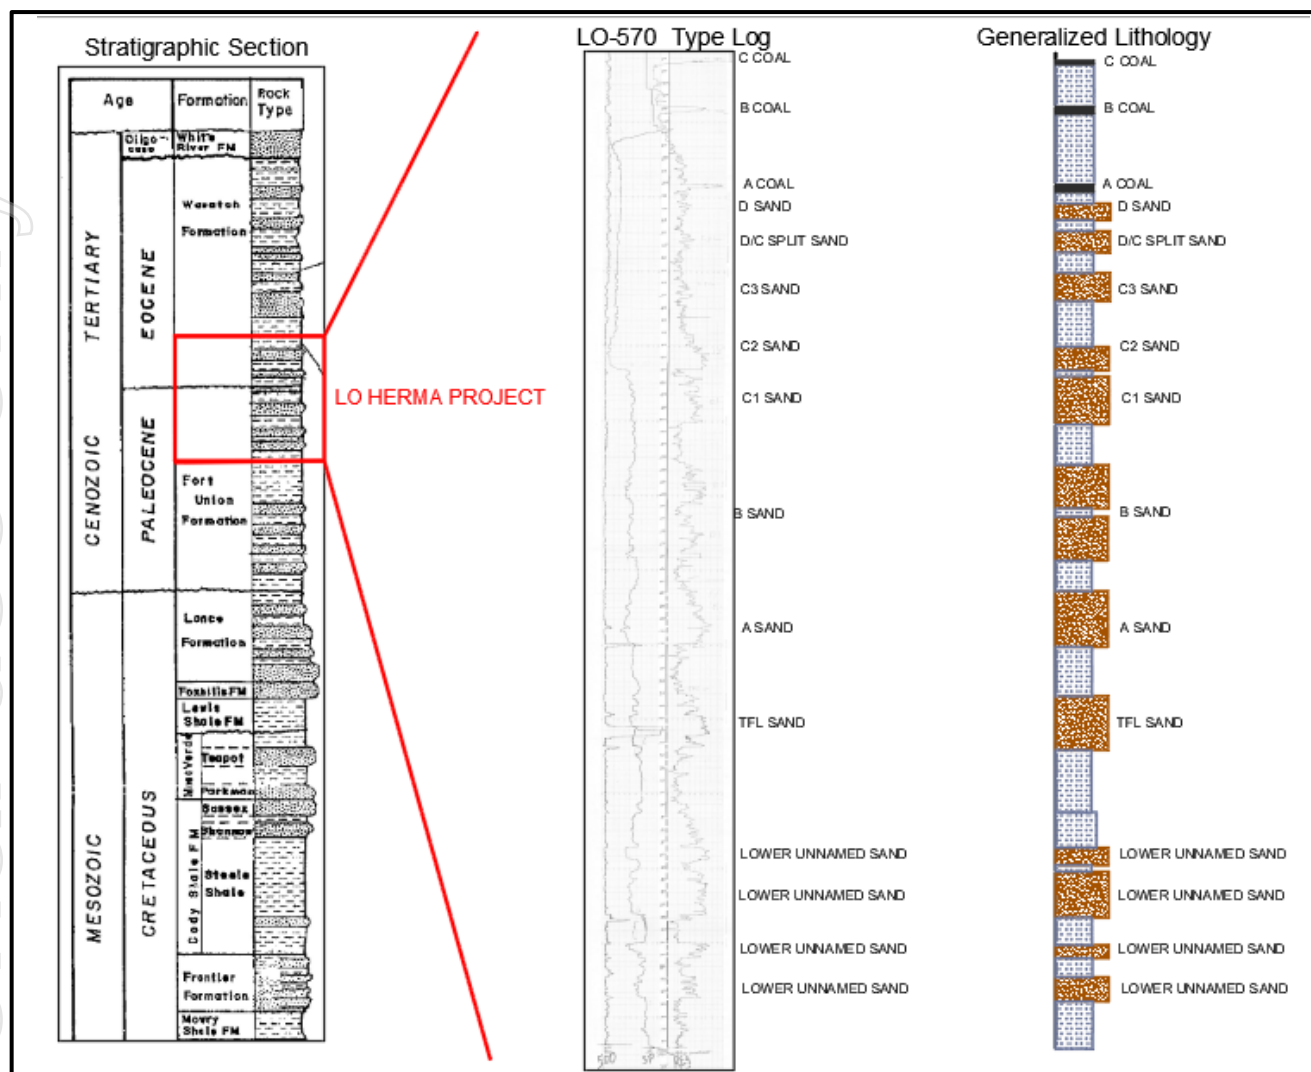 Stratigraphic Section
Age
Formation
Rock
Type
Oligo-
cene
White
River FM
Wasatch
Formation
Fort
Union
Formation
Lance
Formation
Foxhills FM
Lewis
Shale FM
MesaVerde
Teapot
Parkman
Cody Shale FM
Sussex
Shannon
Steele
Shale
Frontier
Formation
Mowry
Shale FM
CENOZOIC
TERTIARY
EOCENE
PALEOCENE
MESOZOIC
CRETACEOUS
LO HERMA PROJECT
LO-570 Type Log
C COAL
B COAL
A COAL
D SAND
D/C SPLIT SAND
C3 SAND
C2 SAND
C1 SAND
B SAND
A SAND
TFL SAND
LOWER UNNAMED SAND
LOWER UNNAMED SAND
LOWER UNNAMED SAND
LOWER UNNAMED SAND
SP
Generalized Lithology
C COAL
B COAL
A COAL
D SAND
D/C SPLIT SAND
C3 SAND
C2 SAND
C1 SAND
B SAND
A SAND
TFL SAND
LOWER UNNAMED SAND
LOWER UNNAMED SAND
LOWER UNNAMED SAND
LOWER UNNAMED SAND